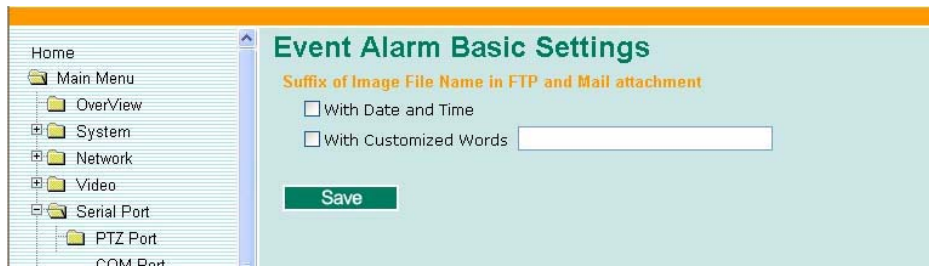 Home
Main Menu
OverView
System
Network
Video
Serial Port
PTZ Port
COM Port
Event Alarm Basic Settings
Suffix of Image File Name in FTP and Mail attachment
With Date and Time
With Customized Words
Save